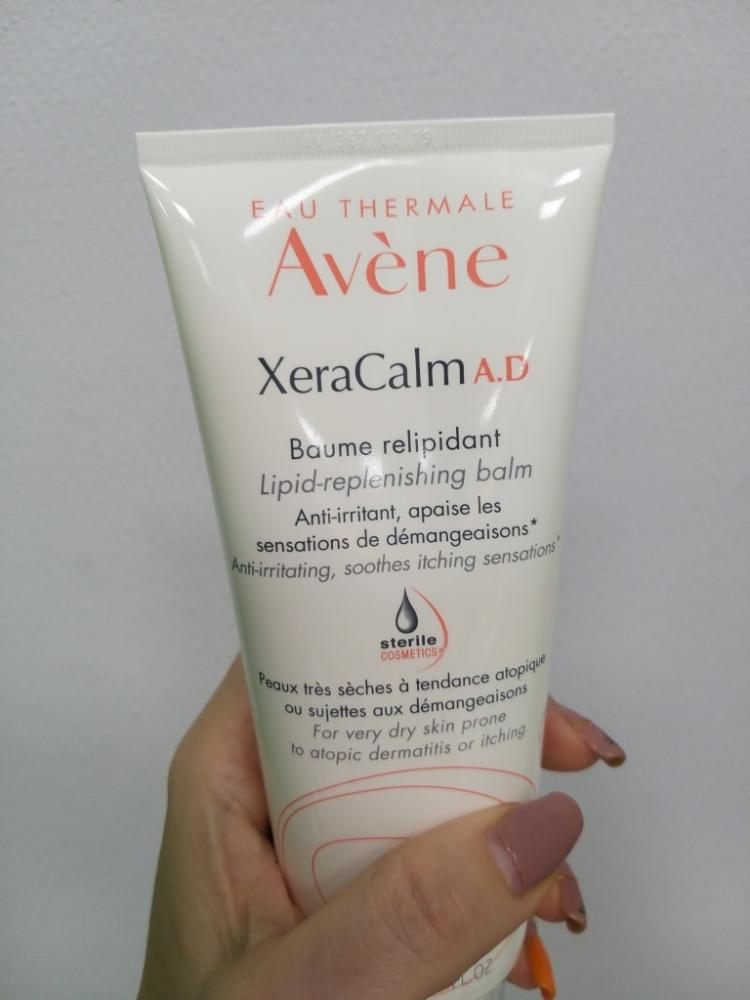 EAU THERMALE
Avène
XeraCalm A.D
Baume relipidant
Lipid-replenishing balm
Anti-irritant, apaise les
sensations de démangeaisons*
Anti-irritating, soothes itching sensations*
sterile
COSMETICS®
Peaux très sèches à tendance atopique
ou sujettes aux démangeaisons
For very dry skin prone
to atopic dermatitis or itching